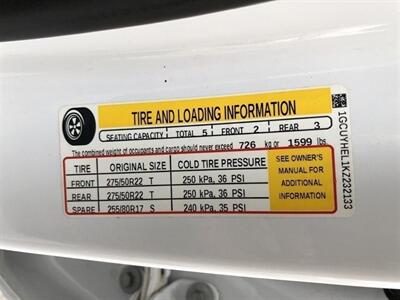 TIRE AND LOADING INFORMATION
SEATING CAPACITY TOTAL 5 FRONT 2 REAR 3
The combined weight of occupants and cargo should never exceed 726 kg or 1599 lbs.
TIRE ORIGINAL SIZE COLD TIRE PRESSURE
FRONT 275/50R22 T 250 kPa, 36 PSI
REAR 275/50R22 T 250 kPa, 36 PSI
SPARE 255/80R17 S 240 kPa, 35 PSI
SEE OWNER'S
MANUAL FOR
ADDITIONAL
INFORMATION
1GCUYHEL1KZ232133